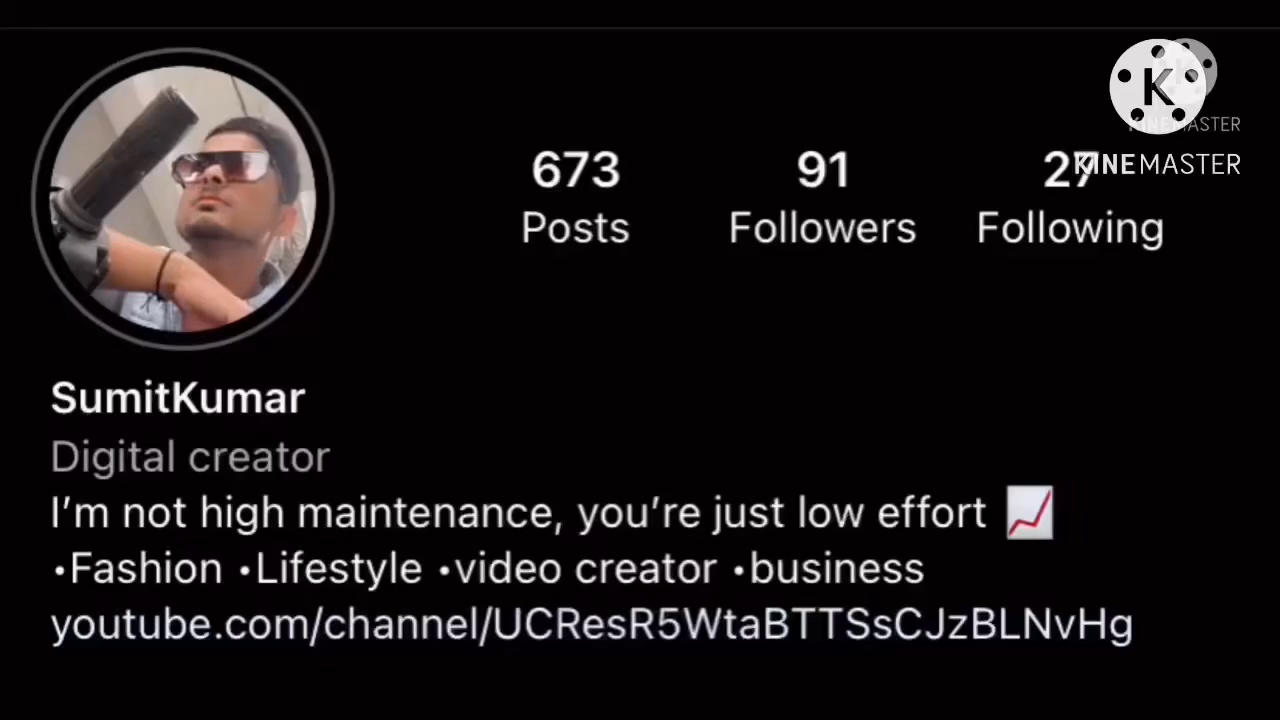 673 91 27
Posts Followers Following
SumitKumar
Digital creator
I’m not high maintenance, you’re just low effort 📈
•Fashion •Lifestyle •video creator •business
youtube.com/channel/UCResR5WtaBTTSsCJzBLNvHg
K
KINEMASTER
KINEMASTER